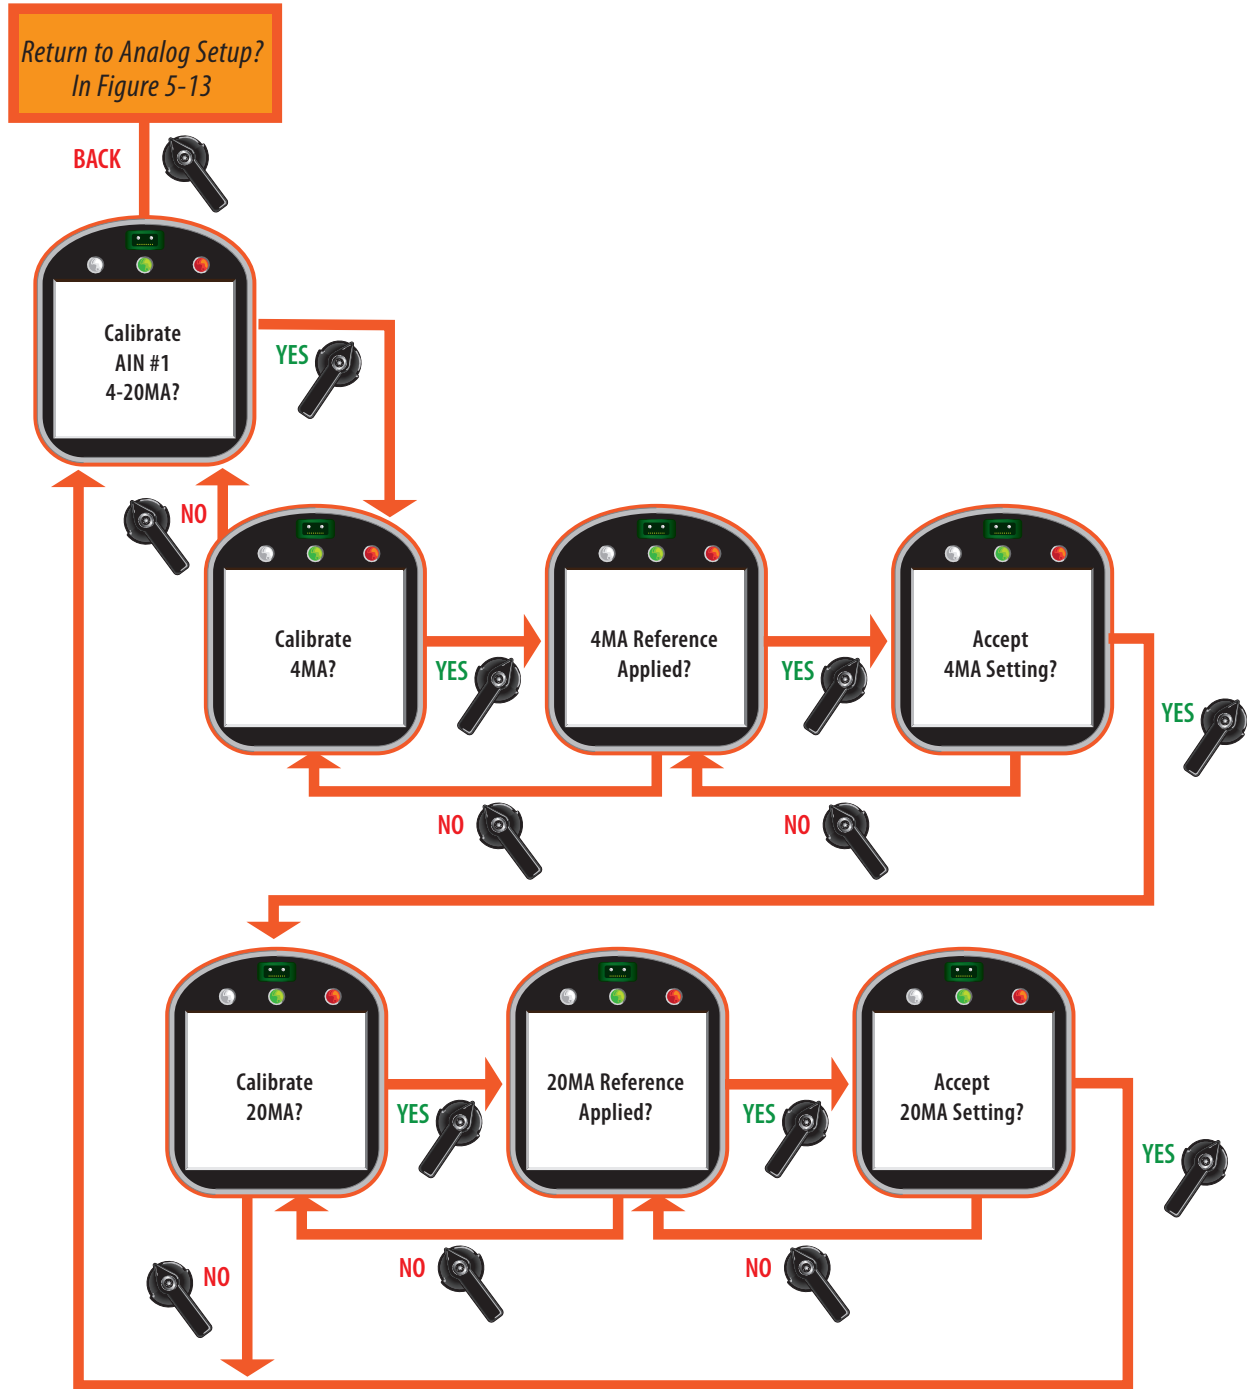 Return to Analog Setup?
In Figure 5-13
BACK
Calibrate
AIN #1
4-20MA?
YES
NO
Calibrate
4MA?
YES
4MA Reference
Applied?
YES
Accept
4MA Setting?
YES
NO
NO
Calibrate
20MA?
YES
20MA Reference
Applied?
YES
Accept
20MA Setting?
YES
NO
NO
NO